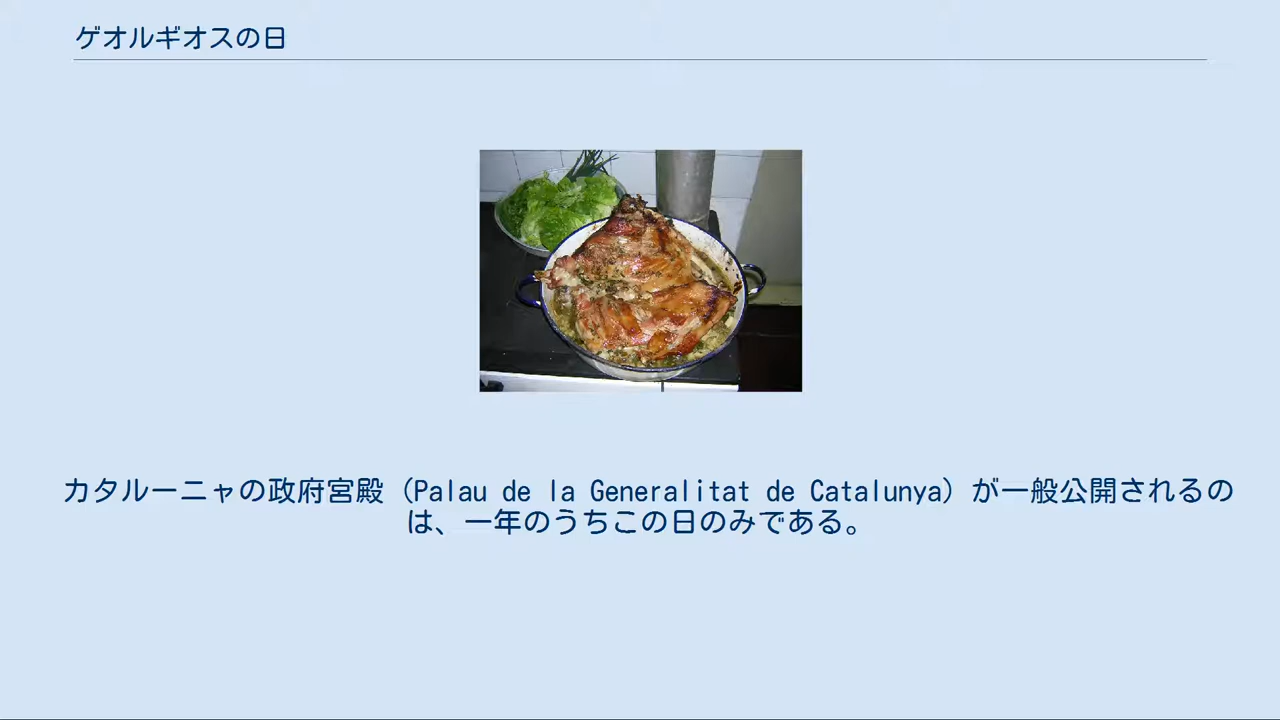 ゲオルギオスの日
カタルーニャの政府宮殿 (Palau de la Generalitat de Catalunya) が一般公開されるの
は、一年のうちこの日のみである。